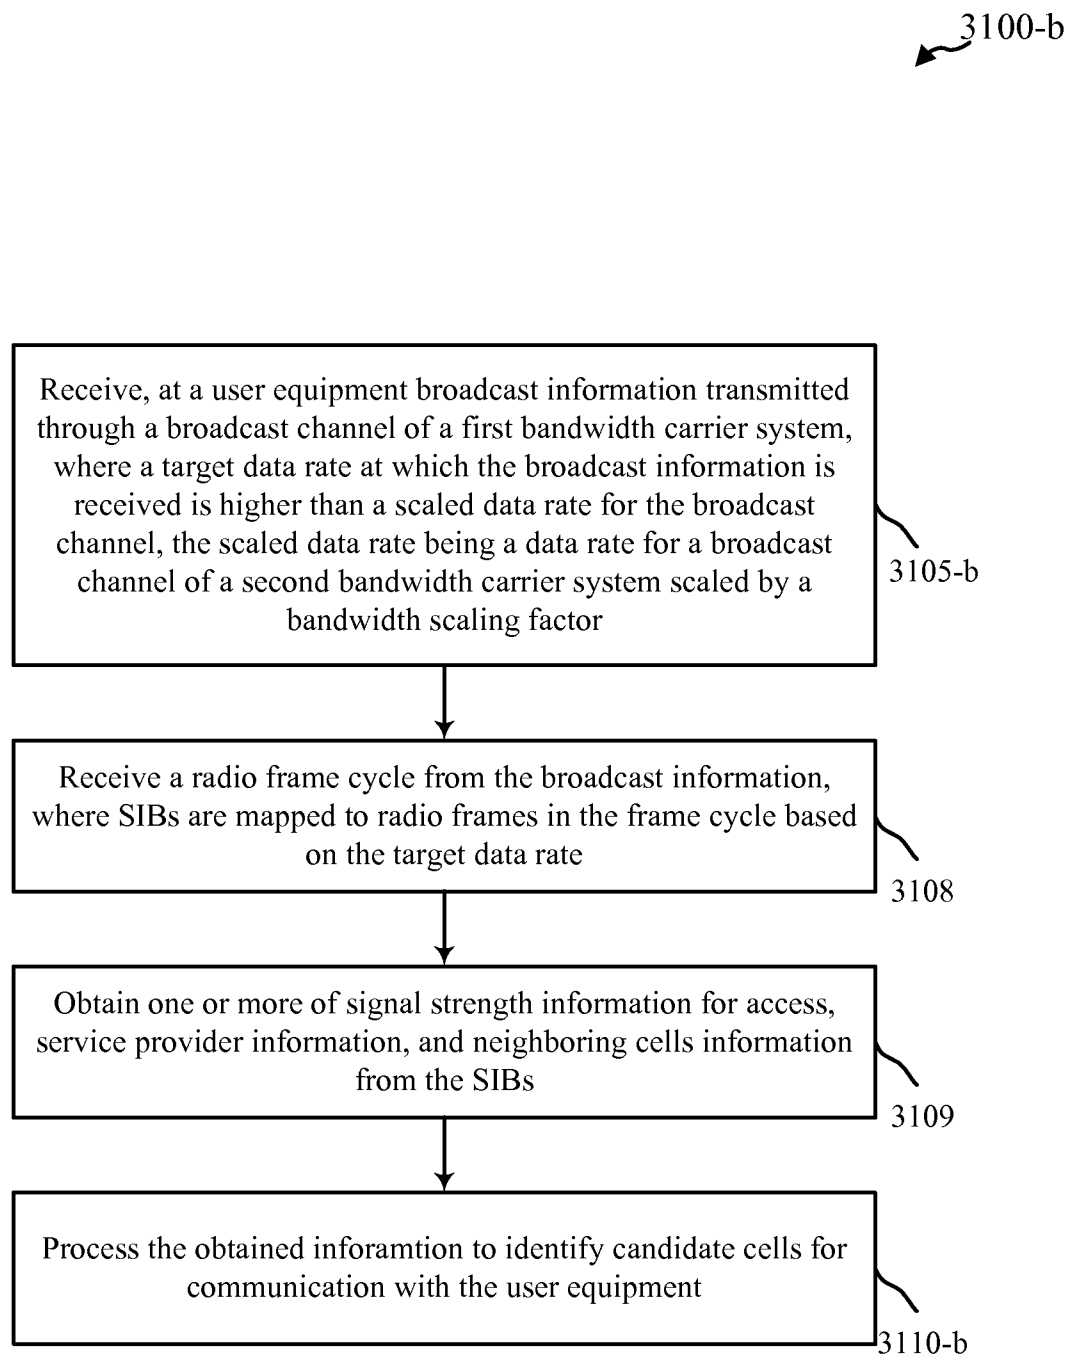 3100-b
Receive, at a user equipment broadcast information transmitted
through a broadcast channel of a first bandwidth carrier system,
where a target data rate at which the broadcast information is
received is higher than a scaled data rate for the broadcast
channel, the scaled data rate being a data rate for a broadcast
channel of a second bandwidth carrier system scaled by a
bandwidth scaling factor
3105-b
Receive a radio frame cycle from the broadcast information,
where SIBs are mapped to radio frames in the frame cycle based
on the target data rate
3108
Obtain one or more of signal strength information for access,
service provider information, and neighboring cells information
from the SIBs
3109
Process the obtained inforamtion to identify candidate cells for
communication with the user equipment
3110-b